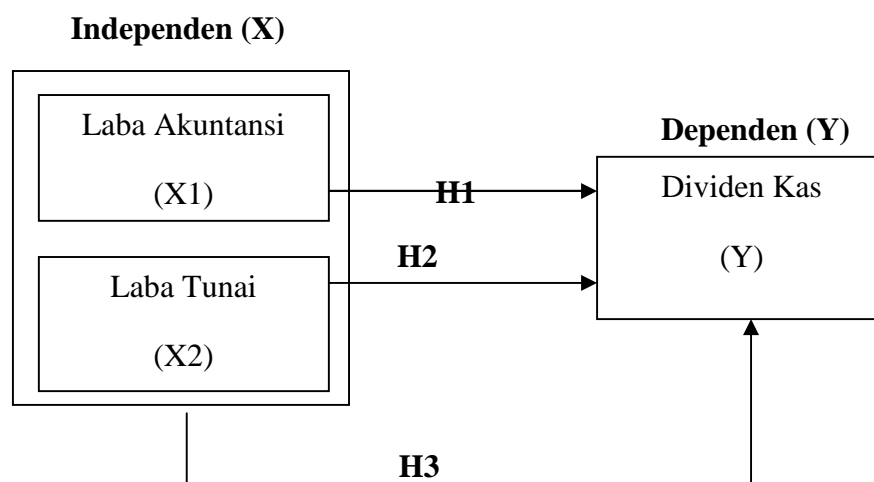 Independen (X)
Laba Akuntansi
(X1)
Dependen (Y)
Dividen Kas
(Y)
H1
H2
Laba Tunai
(X2)
H3